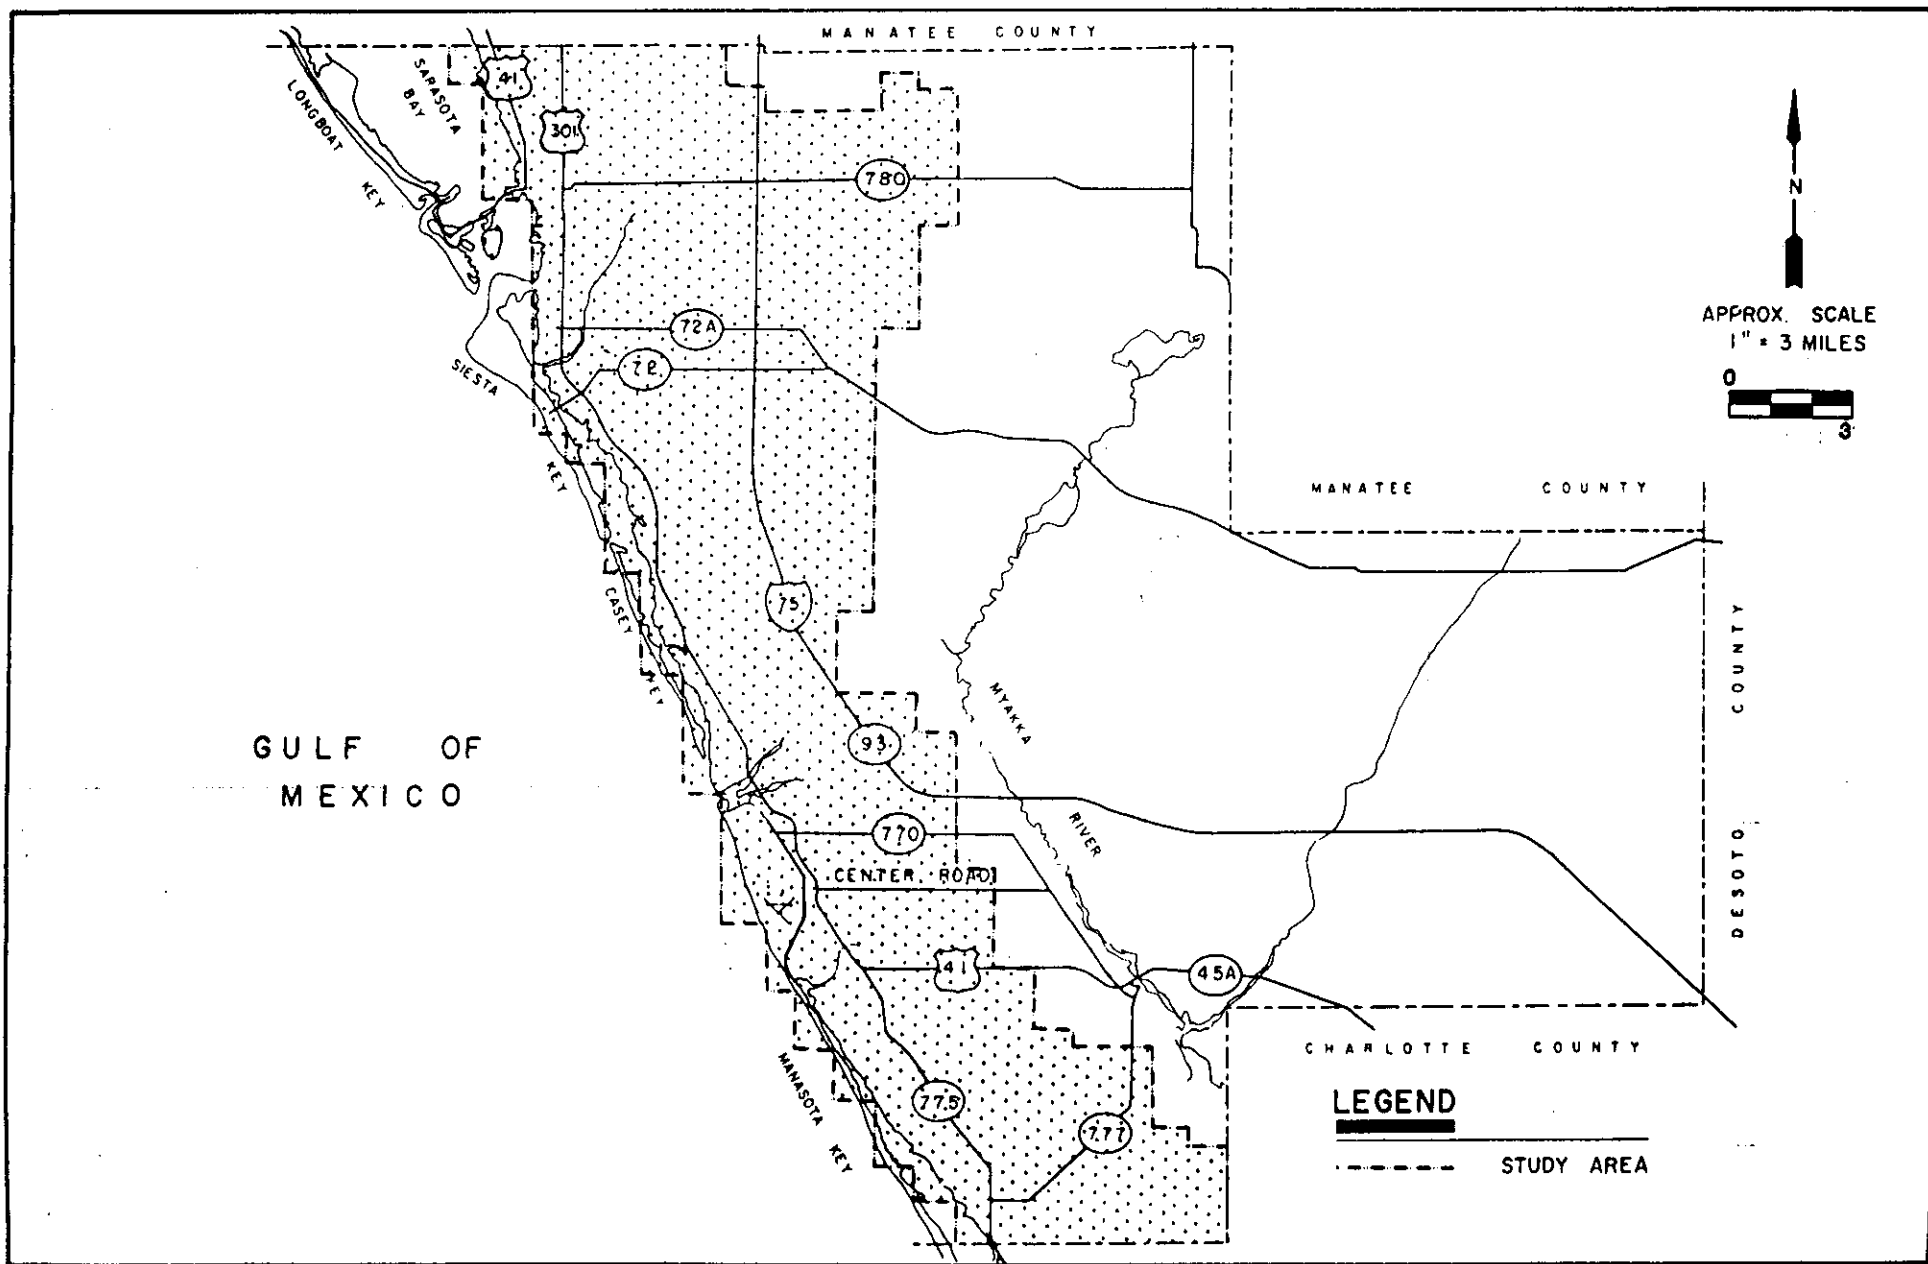 MANATEE COUNTY
SARASOTA
BAY
41
LONGBOAT
KEY
301
780
N
APPROX. SCALE
1" = 3 MILES
0
3
72A
72
SIESTA
KEY
MANATEE COUNTY
CASEY
KEY
75
DESOTO COUNTY
MYAKKA
RIVER
GULF OF
MEXICO
93
770
CENTER ROAD
41
45A
CHARLOTTE COUNTY
MANASOTA
KEY
775
777
LEGEND
STUDY AREA